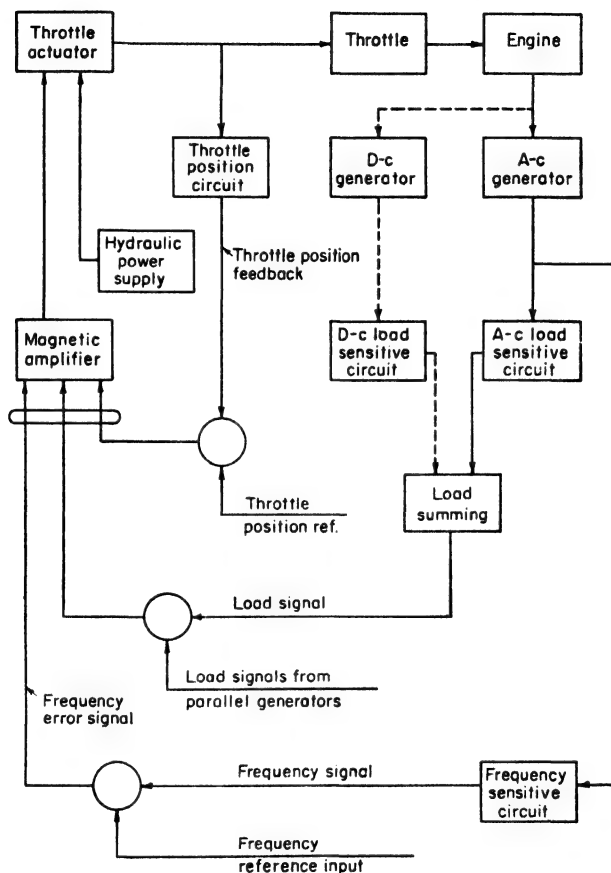 Throttle
actuator
Throttle
Engine
Throttle
position
circuit
D-c
generator
A-c
generator
Hydraulic
power
supply
Throttle position
feedback
Magnetic
amplifier
D-c load
sensitive
circuit
A-c load
sensitive
circuit
Throttle
position ref.
Load
summing
Load signal
Load signals from
parallel generators
Frequency
error signal
Frequency signal
Frequency
sensitive
circuit
Frequency
reference input